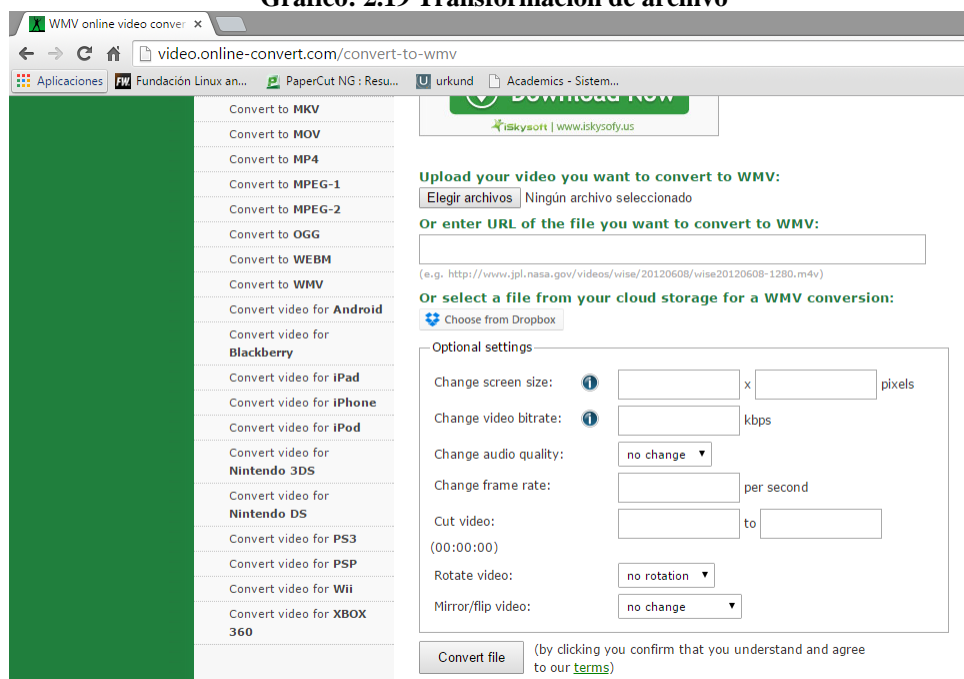 Gráfico: 2.19 Transformación de archivo
WMV online video conver ×
video.online-convert.com/convert-to-wmv
Aplicaciones FW Fundación Linux an... PaperCut NG : Resu... U urkund Academics - Sistem...
Convert to MKV
Convert to MOV
Convert to MP4
Convert to MPEG-1
Convert to MPEG-2
Convert to OGG
Convert to WEBM
Convert to WMV
Convert video for Android
Convert video for
Blackberry
Convert video for iPad
Convert video for iPhone
Convert video for iPod
Convert video for
Nintendo 3DS
Convert video for
Nintendo DS
Convert video for PS3
Convert video for PSP
Convert video for Wii
Convert video for XBOX
360
Download Now
iSkysoft | www.iskysofy.us
Upload your video you want to convert to WMV:
Elegir archivos Ningún archivo seleccionado
Or enter URL of the file you want to convert to WMV:
(e.g. http://www.jpl.nasa.gov/videos/wise/20120608/wise20120608-1280.m4v)
Or select a file from your cloud storage for a WMV conversion:
Choose from Dropbox
Optional settings
Change screen size: i x pixels
Change video bitrate: i kbps
Change audio quality: no change
Change frame rate: per second
Cut video: to
(00:00:00)
Rotate video: no rotation
Mirror/flip video: no change
Convert file (by clicking you confirm that you understand and agree
to our terms)